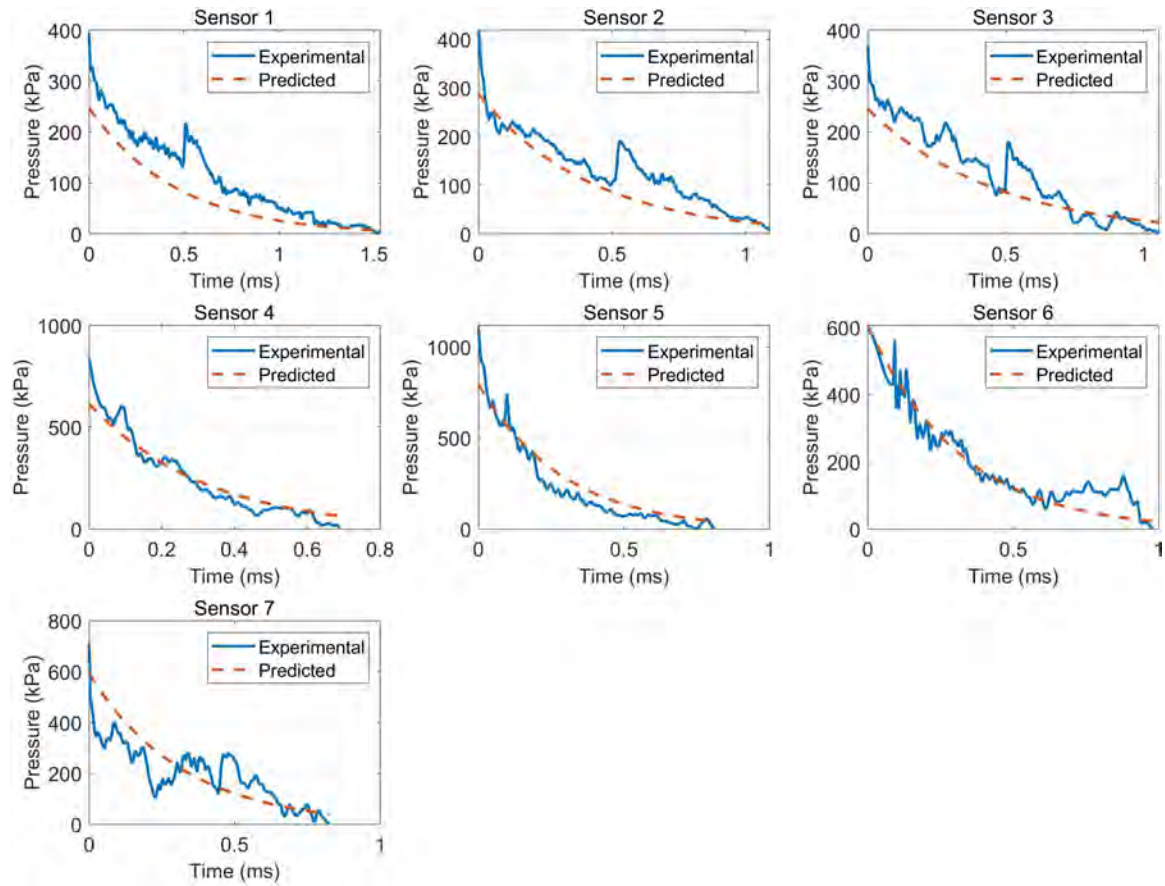 Sensor 1
400
300
200
100
0
Pressure (kPa)
Experimental
Predicted
0
0.5
1
1.5
Time (ms)
Sensor 2
400
300
200
100
0
Pressure (kPa)
Experimental
Predicted
0
0.5
1
Time (ms)
Sensor 3
400
300
200
100
0
Pressure (kPa)
Experimental
Predicted
0
0.5
1
Time (ms)
Sensor 4
1000
500
0
Pressure (kPa)
Experimental
Predicted
0
0.2
0.4
0.6
0.8
Time (ms)
Sensor 5
1000
500
0
Pressure (kPa)
Experimental
Predicted
0
0.5
1
Time (ms)
Sensor 6
600
400
200
0
Pressure (kPa)
Experimental
Predicted
0
0.5
1
Time (ms)
Sensor 7
800
600
400
200
0
Pressure (kPa)
Experimental
Predicted
0
0.5
1
Time (ms)